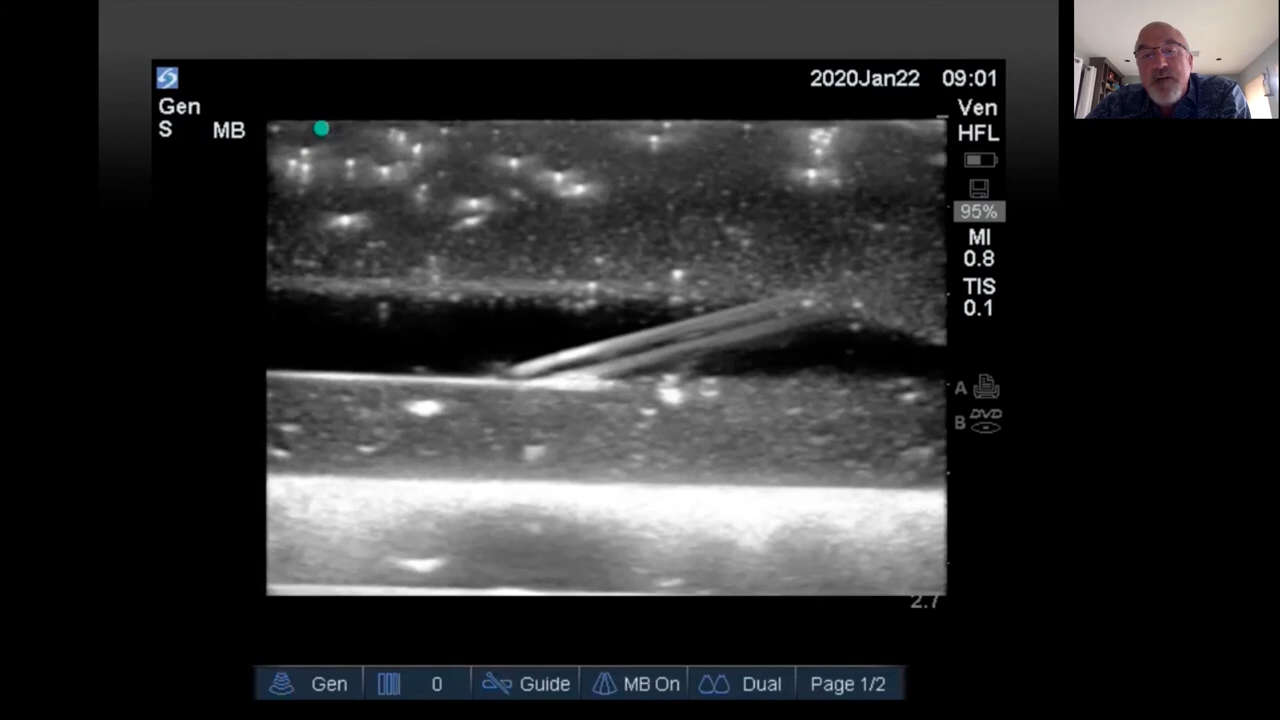 2020Jan22 09:01
Gen
S MB
Ven
HFL
95%
MI
0.8
TIS
0.1
A
B DVD
2.7
Gen 0 Guide MB On Dual Page 1/2